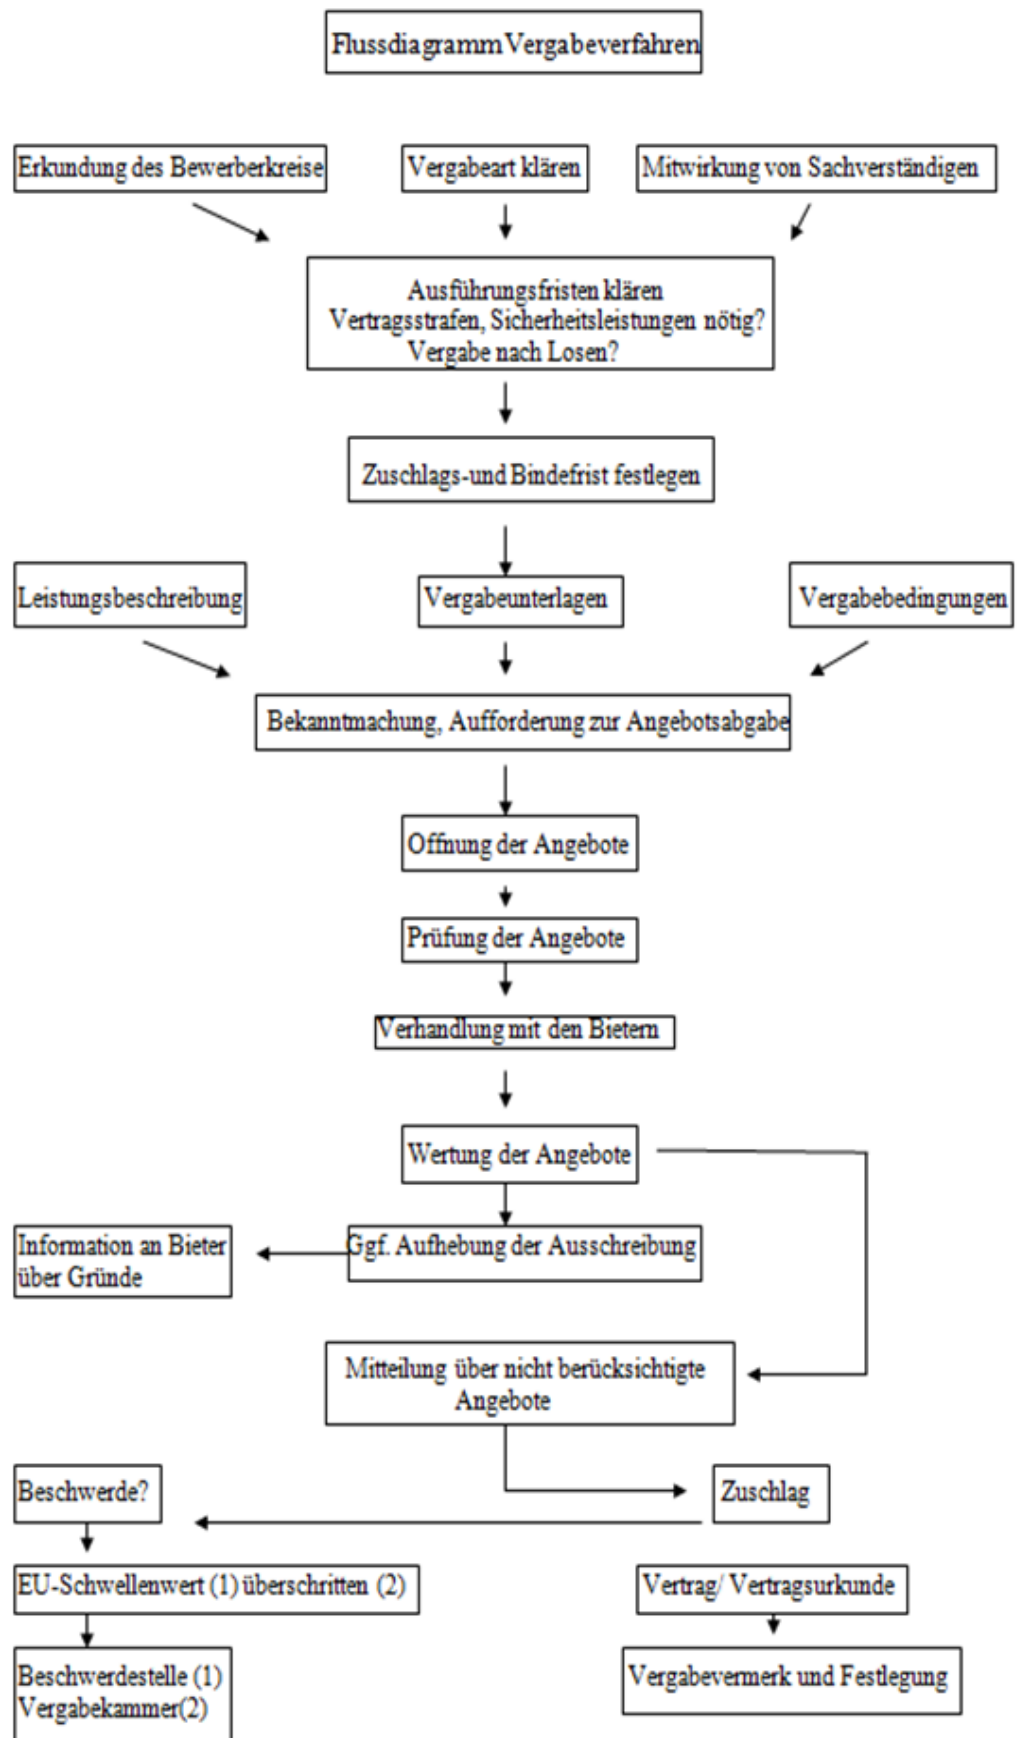 Flussdiagramm Vergabeverfahren
Erkundung des Bewerberkreise
Vergabeart klären
Mitwirkung von Sachverständigen
Ausführungsfristen klären
Vertragsstrafen, Sicherheitsleistungen nötig?
Vergabe nach Losen?
Zuschlags-und Bindefrist festlegen
Leistungsbeschreibung
Vergabeunterlagen
Vergabebedingungen
Bekanntmachung, Aufforderung zur Angebotsabgabe
Offnung der Angebote
Prüfung der Angebote
Verhandlung mit den Bietern
Wertung der Angebote
Information an Bieter
über Gründe
Ggf. Aufhebung der Ausschreibung
Mitteilung über nicht berücksichtigte
Angebote
Beschwerde?
Zuschlag
EU-Schwellenwert (1) überschritten (2)
Vertrag/ Vertragsurkunde
Beschwerdestelle (1)
Vergabekammer(2)
Vergabevermerk und Festlegung